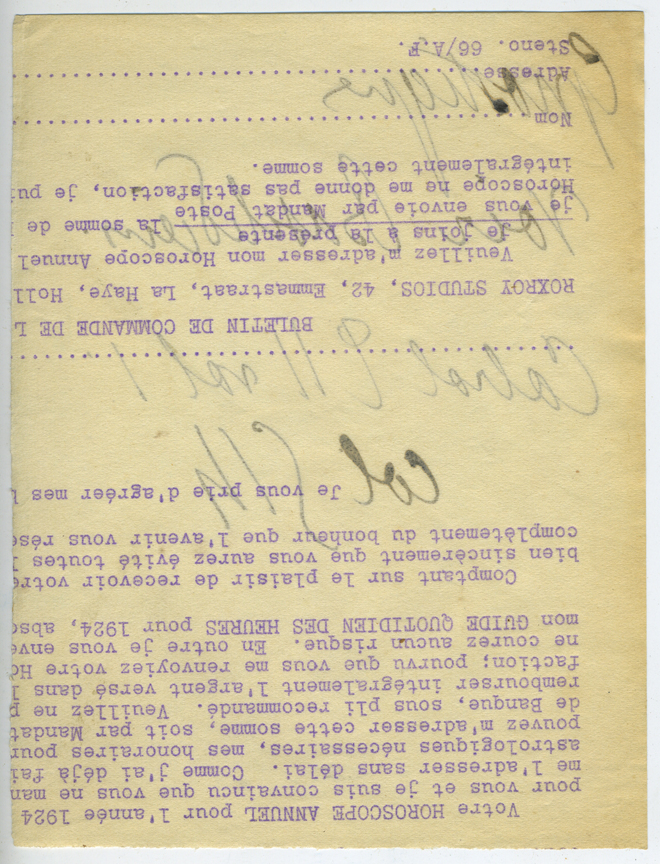 Votre HOROSCOPE ANNUEL pour l'année 1924
pour vous et je suis convaincu que vous ne man
me l'adresser sans délai. Comme j'ai déjà fai
astrologiques nécessaires, mes honoraires pour
pouvez m'adresser cette somme, soit par Mandat
de Banque, sous pli recommandé. Veuillez ne p
rembourser intégralement l'argent versé dans l
faction; pourvu que vous me renvoyiez votre Ho
ne courez aucun risque. En outre je vous enve
mon GUIDE QUOTIDIEN DES HEURES pour 1924, abso
Comptant sur le plaisir de recevoir votre
bien sincèrement que vous aurez évité toutes l
complètement du bonheur que l'avenir vous rése
Je vous prie d'agréer mes
BULETIN DE COMMANDE DE L
ROXROY STUDIOS, 42, Emmastraat, La Haye, Holl
Veuillez m'adresser mon Horoscope Annuel
Je joins à la présente
je vous envoie par Mandat Poste la somme de
Horoscope ne me donne pas satisfaction, je pui
intégralement cette somme.
Nom
Adresse
Steno. 66/A.F.